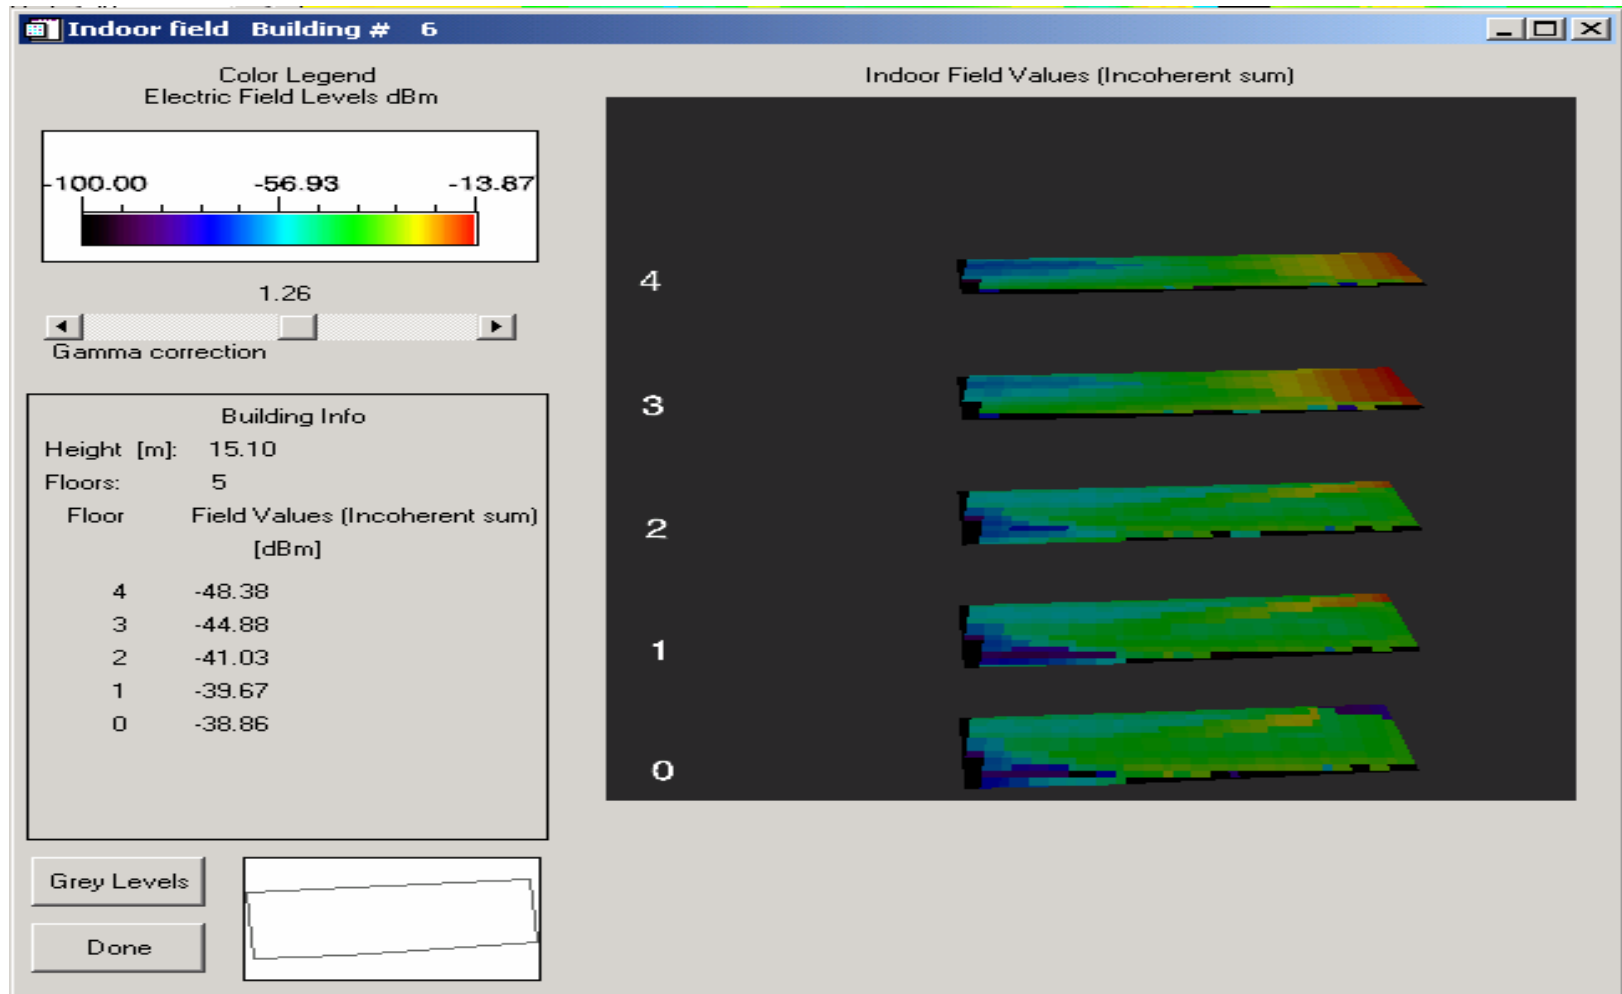 Indoor field Building # 6
Color Legend
Electric Field Levels dBm
-100.00 -56.93 -13.87
1.26
Gamma correction
Building Info
Height [m]: 15.10
Floors: 5
Floor Field Values (Incoherent sum)
[dBm]
4 -48.38
3 -44.88
2 -41.03
1 -39.67
0 -38.86
Grey Levels
Done
Indoor Field Values (Incoherent sum)
4
3
2
1
0